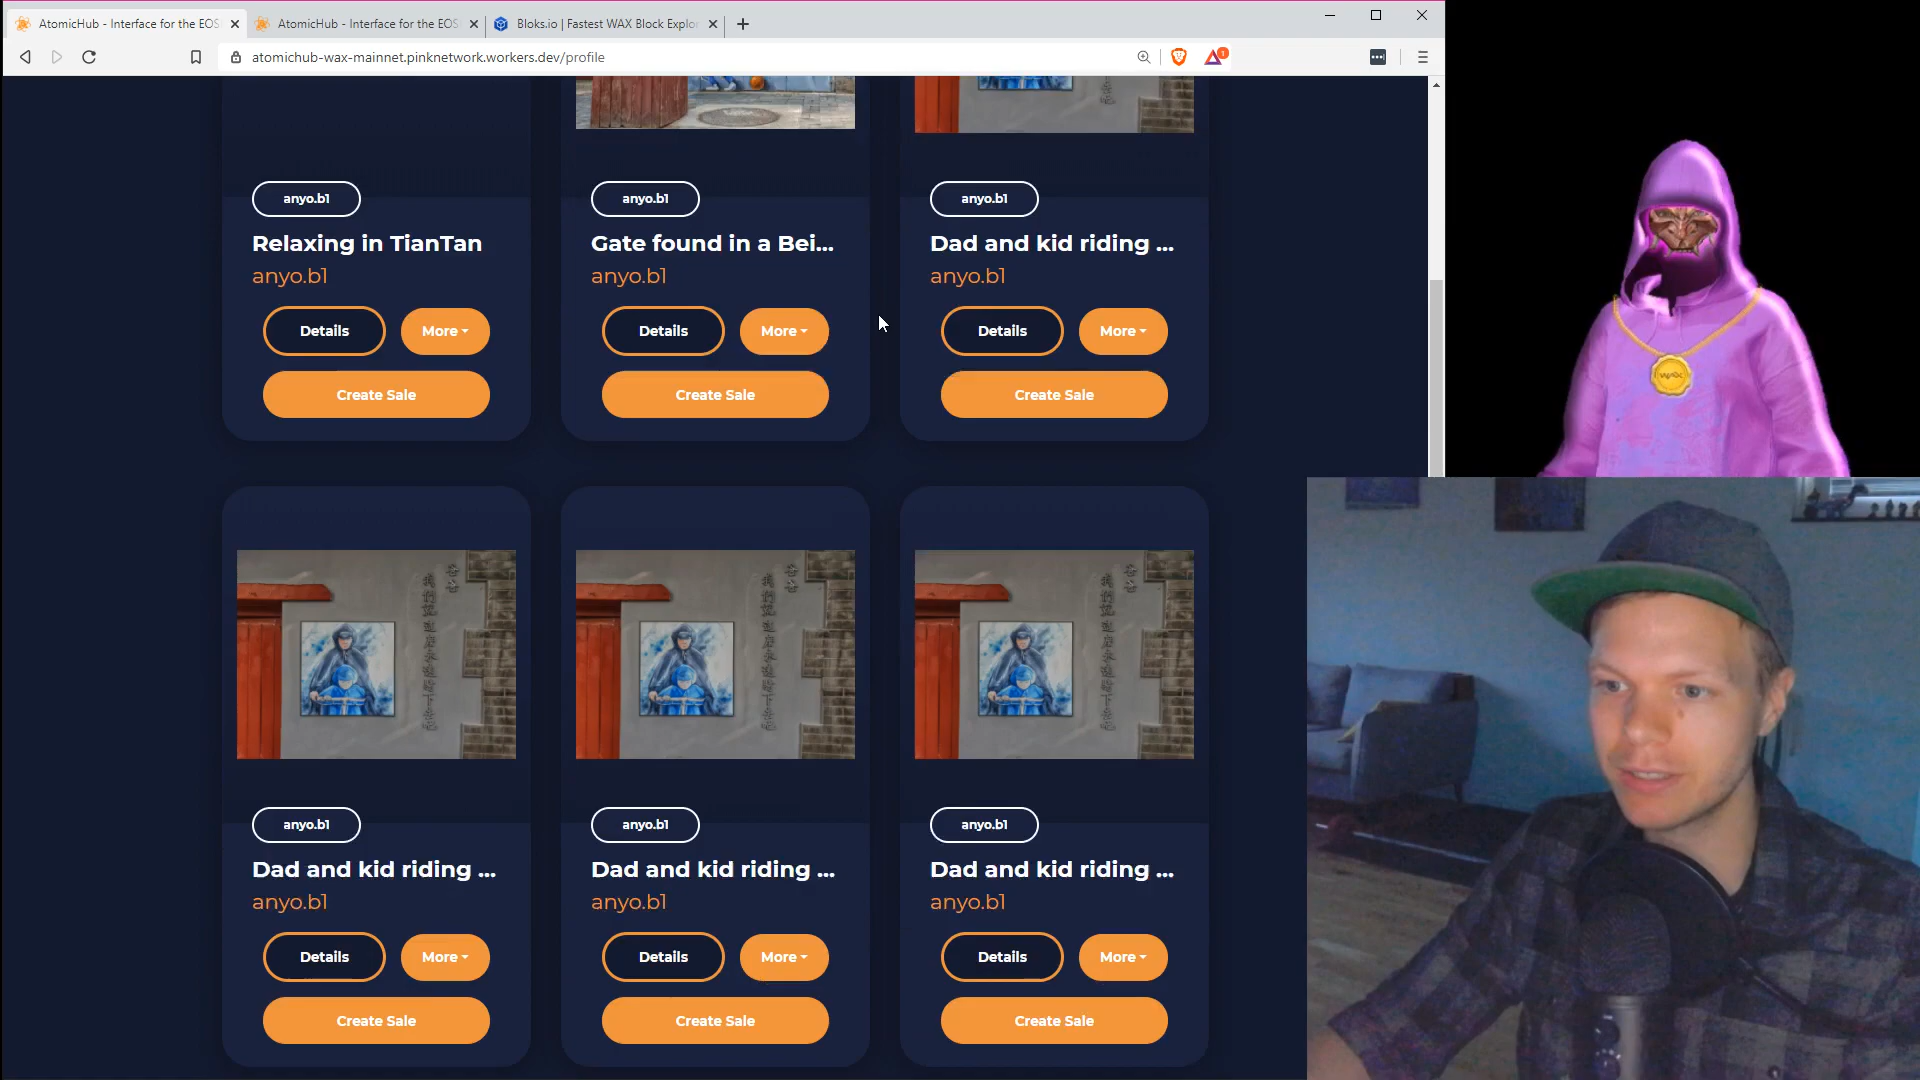 AtomicHub - Interface for the EOS
AtomicHub - Interface for the EOS
Bloks.io | Fastest WAX Block Explor
atomichub-wax-mainnet.pinknetwork.workers.dev/profile
1
anyo.b1
anyo.b1
anyo.b1
Relaxing in TianTan
Gate found in a Bei...
Dad and kid riding ...
anyo.b1
anyo.b1
anyo.b1
Details
More
Details
More
Details
More
Create Sale
Create Sale
Create Sale
anyo.b1
anyo.b1
anyo.b1
Dad and kid riding ...
Dad and kid riding ...
Dad and kid riding ...
anyo.b1
anyo.b1
anyo.b1
Details
More
Details
More
Details
More
Create Sale
Create Sale
Create Sale